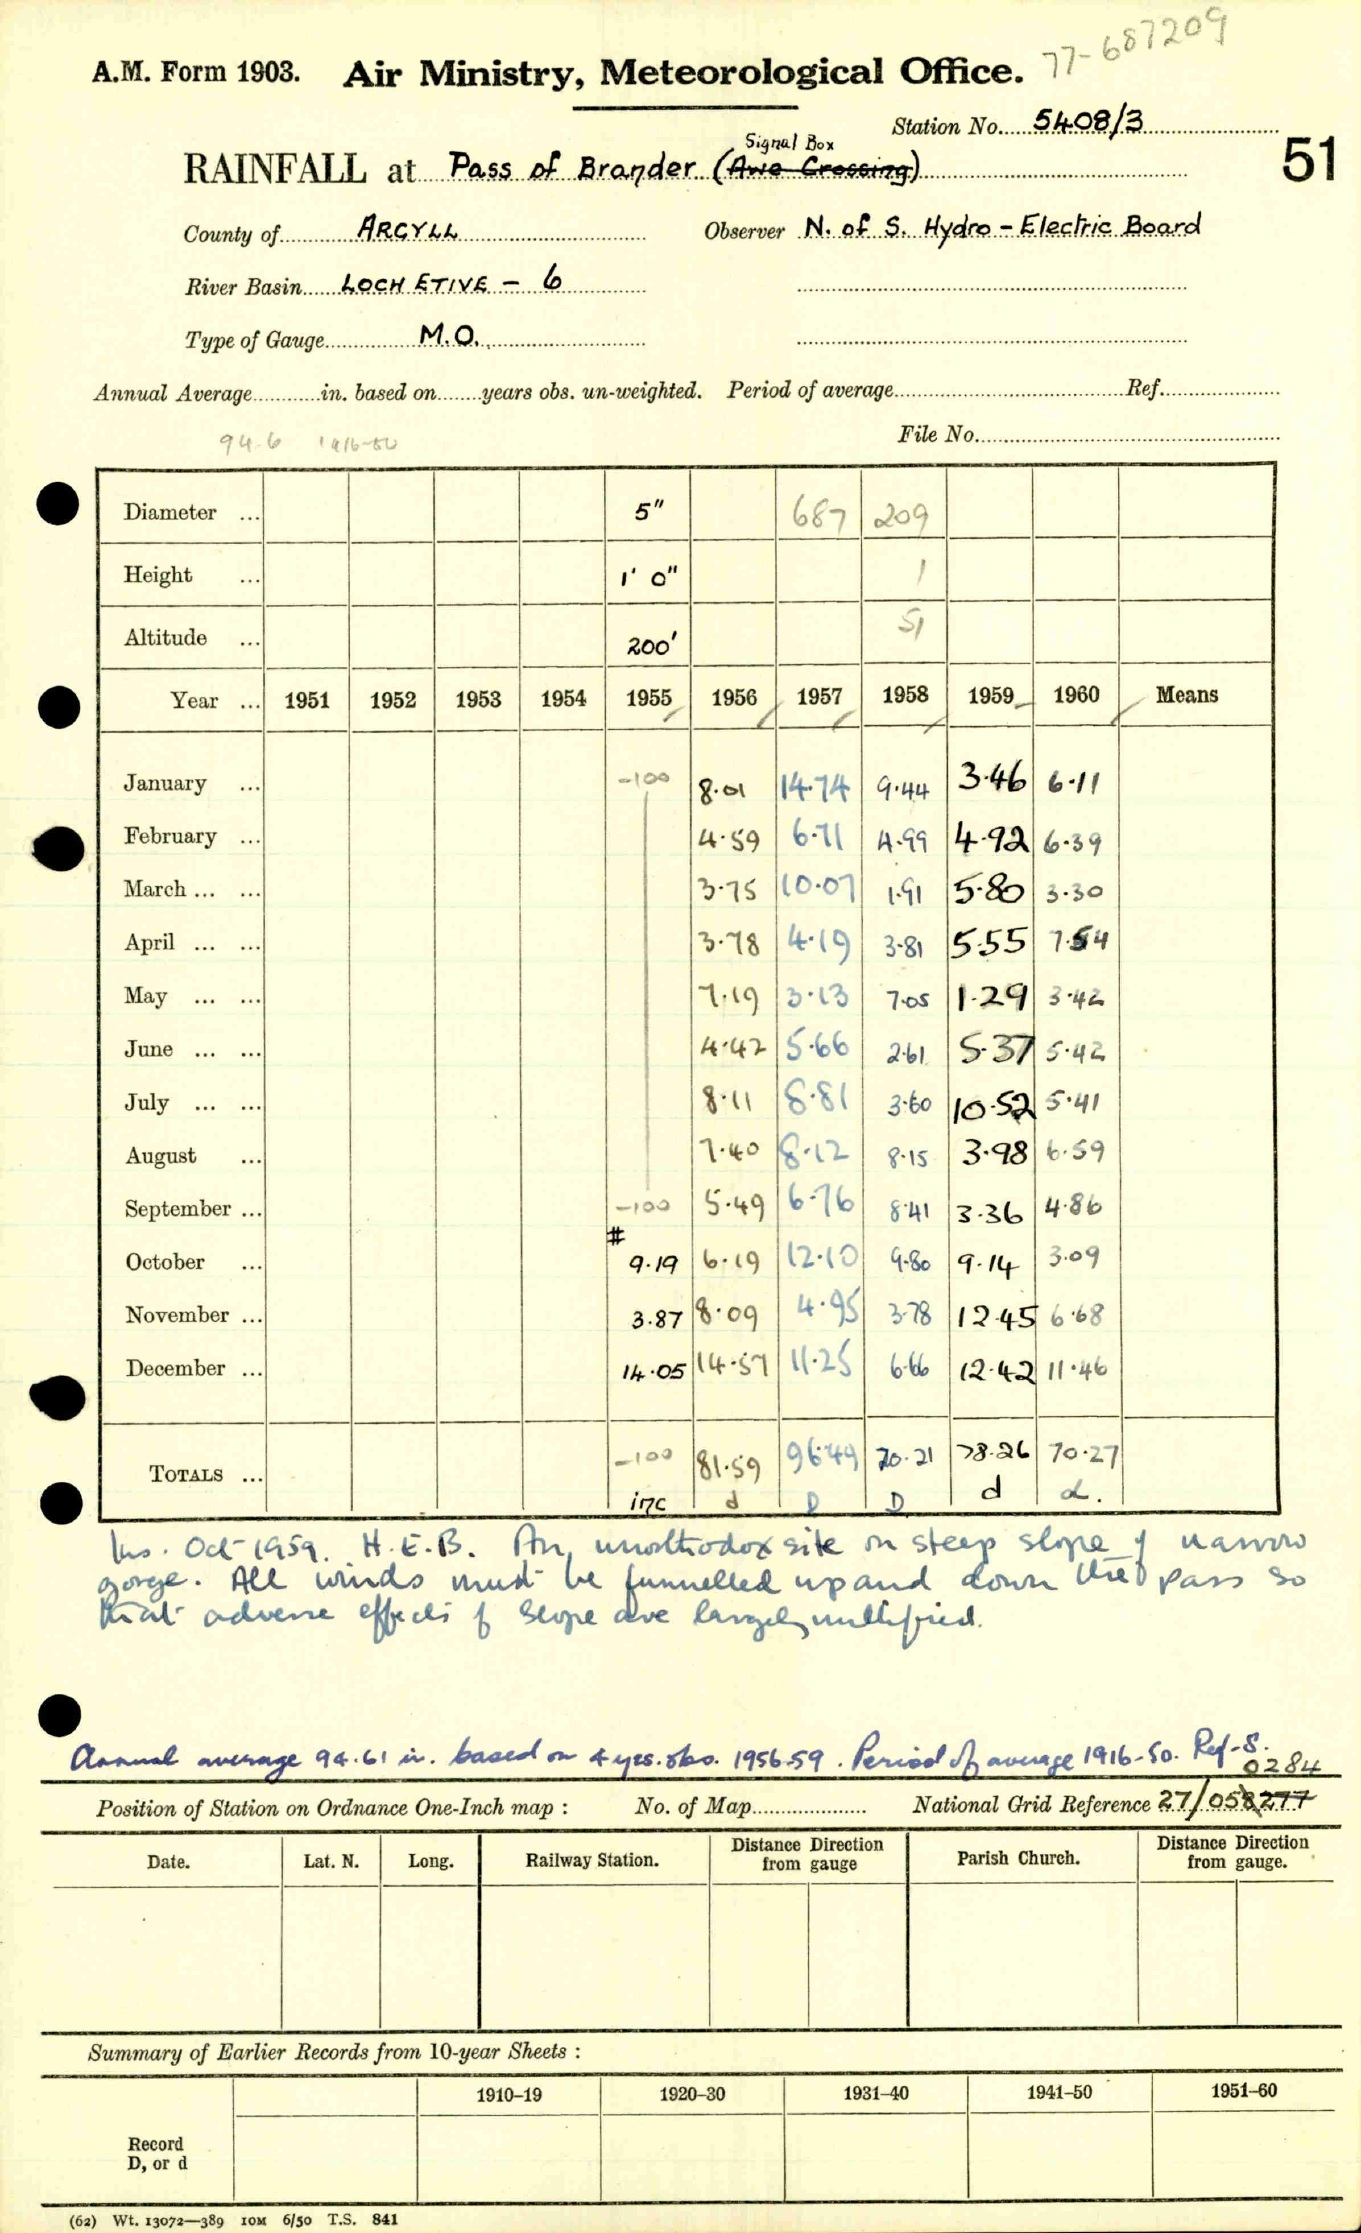 77-687209
A.M. Form 1903. Air Ministry, Meteorological Office.
Station No. 5408/3
51
Signal Box
RAINFALL at Pass of Brander (Awe Crossing)
County of ARGYLL Observer N. of S. Hydro-Electric Board
River Basin LOCH ETIVE - 6
Type of Gauge M.O.
Annual Average in. based on years obs. un-weighted. Period of average Ref.
94.6 1916-50
File No.
Diameter ... 5" 687 209
Height ... 1' 0" 1
Altitude ... 200' 51
Year ... 1951 1952 1953 1954 1955 1956 1957 1958 1959 1960 Means
January ... -100 8.01 14.74 9.44 3.46 6.11
February ... 4.59 6.71 4.99 4.92 6.39
March ... ... 3.75 10.07 1.91 5.80 3.30
April ... ... 3.78 4.19 3.81 5.55 7.54
May ... ... 7.19 3.13 7.05 1.29 3.42
June ... ... 4.42 5.66 2.61 5.37 5.42
July ... ... 8.11 8.81 3.60 10.52 5.41
August ... 7.40 8.12 8.15 3.98 6.59
September ... -100 5.49 6.76 8.41 3.36 4.86
#
October ... 9.19 6.19 12.10 9.80 9.14 3.09
November ... 3.87 8.09 4.95 3.78 12.45 6.68
December ... 14.05 14.57 11.25 6.66 12.42 11.46
TOTALS ... -100 81.59 96.49 70.21 78.26 70.27
inc d D D d d.
Ins. Oct 1959. H.E.B. An unorthodox site on steep slope of narrow
gorge. All winds must be funnelled up and down the pass so
that adverse effects of slope are largely nullified.
Annual average 94.61 in. based on 4 yrs. obs. 1956-59. Period of average 1916-50. Ref-S.
0284
Position of Station on Ordnance One-Inch map : No. of Map National Grid Reference 27/058277
Date. Lat. N. Long. Railway Station. Distance Direction from gauge Parish Church. Distance Direction from gauge.
Summary of Earlier Records from 10-year Sheets :
1910–19 1920–30 1931–40 1941–50 1951–60
Record
D, or d
(62) Wt. 13072—389 10M 6/50 T.S. 841